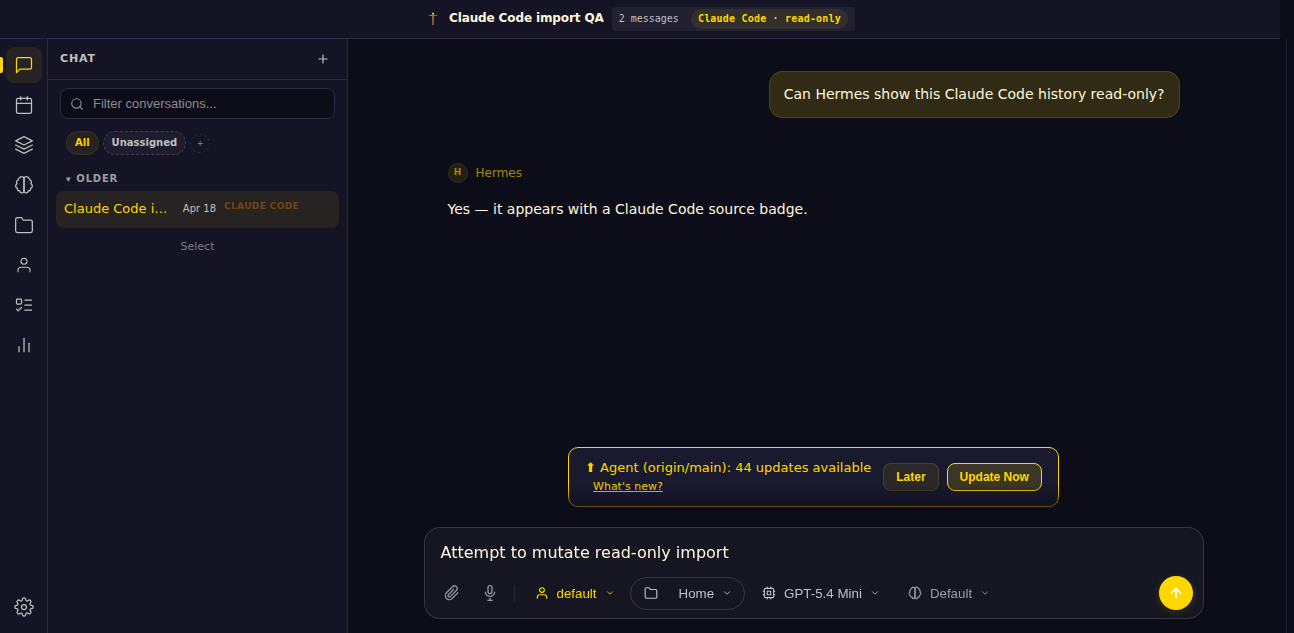 Claude Code import QA
2 messages
Claude Code · read-only
CHAT
Filter conversations...
All
Unassigned
+
OLDER
Claude Code i...
Apr 18
CLAUDE CODE
Select
Can Hermes show this Claude Code history read-only?
H
Hermes
Yes — it appears with a Claude Code source badge.
⬆ Agent (origin/main): 44 updates available
What's new?
Later
Update Now
Attempt to mutate read-only import
default
Home
GPT-5.4 Mini
Default